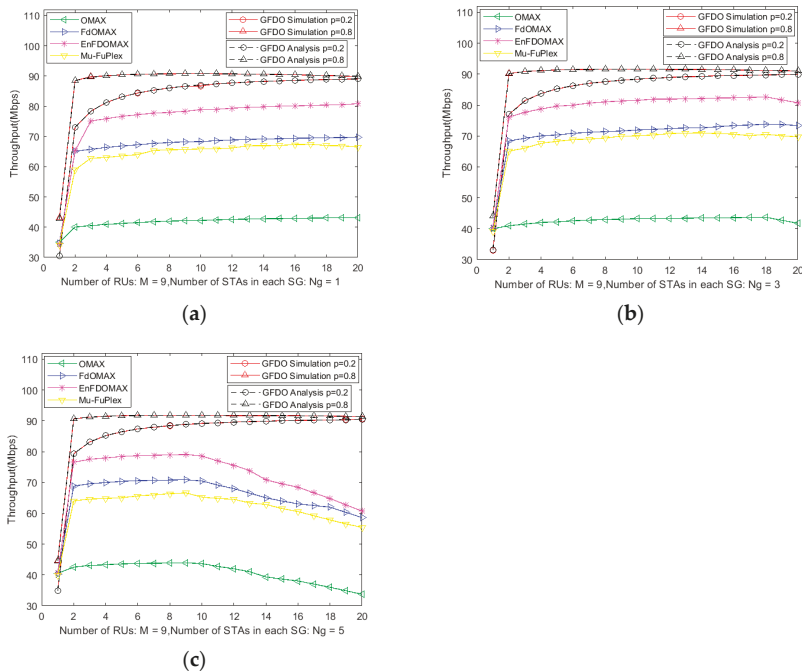 OMAX
FdOMAX
EnFDOMAX
Mu-FuPlex
GFDO Simulation p=0.2
GFDO Simulation p=0.8
GFDO Analysis p=0.2
GFDO Analysis p=0.8
Throughput(Mbps)
110
100
90
80
70
60
50
40
30
0 2 4 6 8 10 12 14 16 18 20
Number of RUs: M = 9,Number of STAs in each SG: Ng = 1
(a)
OMAX
FdOMAX
EnFDOMAX
Mu-FuPlex
GFDO Simulation p=0.2
GFDO Simulation p=0.8
GFDO Analysis p=0.2
GFDO Analysis p=0.8
Throughput(Mbps)
110
100
90
80
70
60
50
40
30
0 2 4 6 8 10 12 14 16 18 20
Number of RUs: M = 9,Number of STAs in each SG: Ng = 3
(b)
OMAX
FdOMAX
EnFDOMAX
Mu-FuPlex
GFDO Simulation p=0.2
GFDO Simulation p=0.8
GFDO Analysis p=0.2
GFDO Analysis p=0.8
Throughput(Mbps)
110
100
90
80
70
60
50
40
30
0 2 4 6 8 10 12 14 16 18 20
Number of RUs: M = 9,Number of STAs in each SG: Ng = 5
(c)